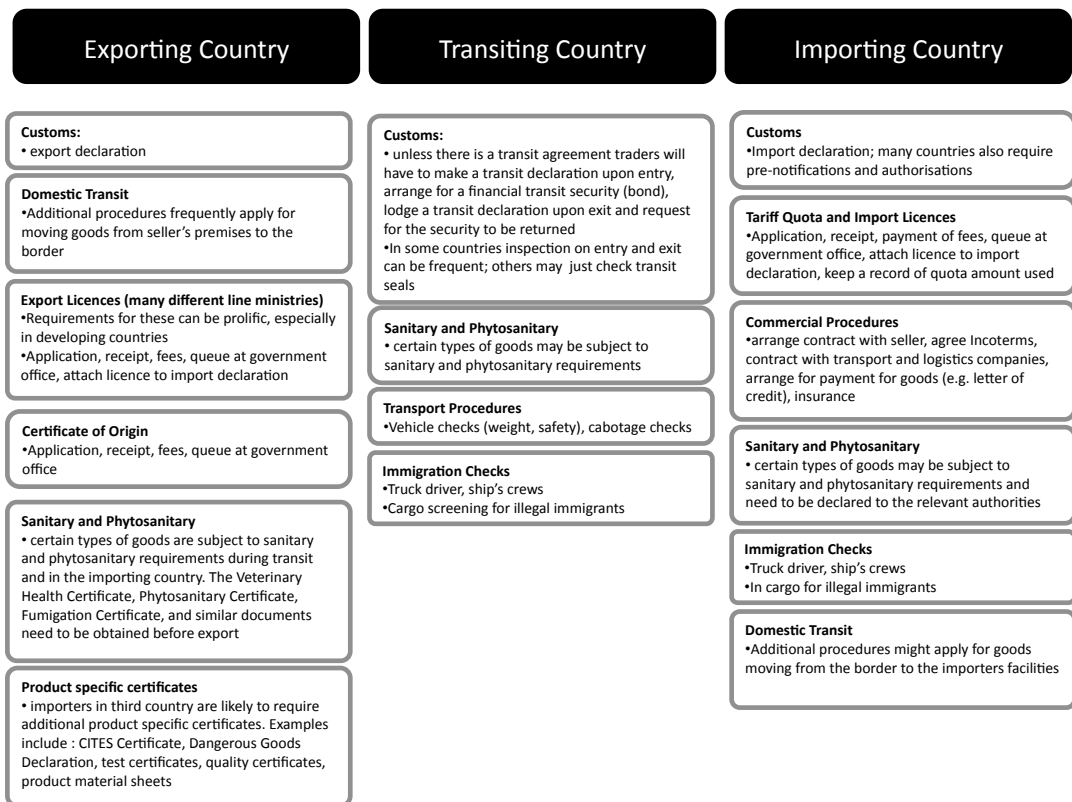 Exporting Country
Transiting Country
Importing Country
Customs:
• export declaration
Domestic Transit
•Additional procedures frequently apply for
moving goods from seller's premises to the
border
Export Licences (many different line ministries)
•Requirements for these can be prolific, especially
in developing countries
•Application, receipt, fees, queue at government
office, attach licence to import declaration
Certificate of Origin
•Application, receipt, fees, queue at government
office
Sanitary and Phytosanitary
• certain types of goods are subject to sanitary
and phytosanitary requirements during transit
and in the importing country. The Veterinary
Health Certificate, Phytosanitary Certificate,
Fumigation Certificate, and similar documents
need to be obtained before export
Product specific certificates
• importers in third country are likely to require
additional product specific certificates. Examples
include : CITES Certificate, Dangerous Goods
Declaration, test certificates, quality certificates,
product material sheets
Customs:
• unless there is a transit agreement traders will
have to make a transit declaration upon entry,
arrange for a financial transit security (bond),
lodge a transit declaration upon exit and request
for the security to be returned
•In some countries inspection on entry and exit
can be frequent; others may  just check transit
seals
Sanitary and Phytosanitary
• certain types of goods may be subject to
sanitary and phytosanitary requirements
Transport Procedures
•Vehicle checks (weight, safety), cabotage checks
Immigration Checks
•Truck driver, ship's crews
•Cargo screening for illegal immigrants
Customs
•Import declaration; many countries also require
pre-notifications and authorisations
Tariff Quota and Import Licences
•Application, receipt, payment of fees, queue at
government office, attach licence to import
declaration, keep a record of quota amount used
Commercial Procedures
•arrange contract with seller, agree Incoterms,
contract with transport and logistics companies,
arrange for payment for goods (e.g. letter of
credit), insurance
Sanitary and Phytosanitary
• certain types of goods may be subject to
sanitary and phytosanitary requirements and
need to be declared to the relevant authorities
Immigration Checks
•Truck driver, ship's crews
•In cargo for illegal immigrants
Domestic Transit
•Additional procedures might apply for goods
moving from the border to the importers facilities